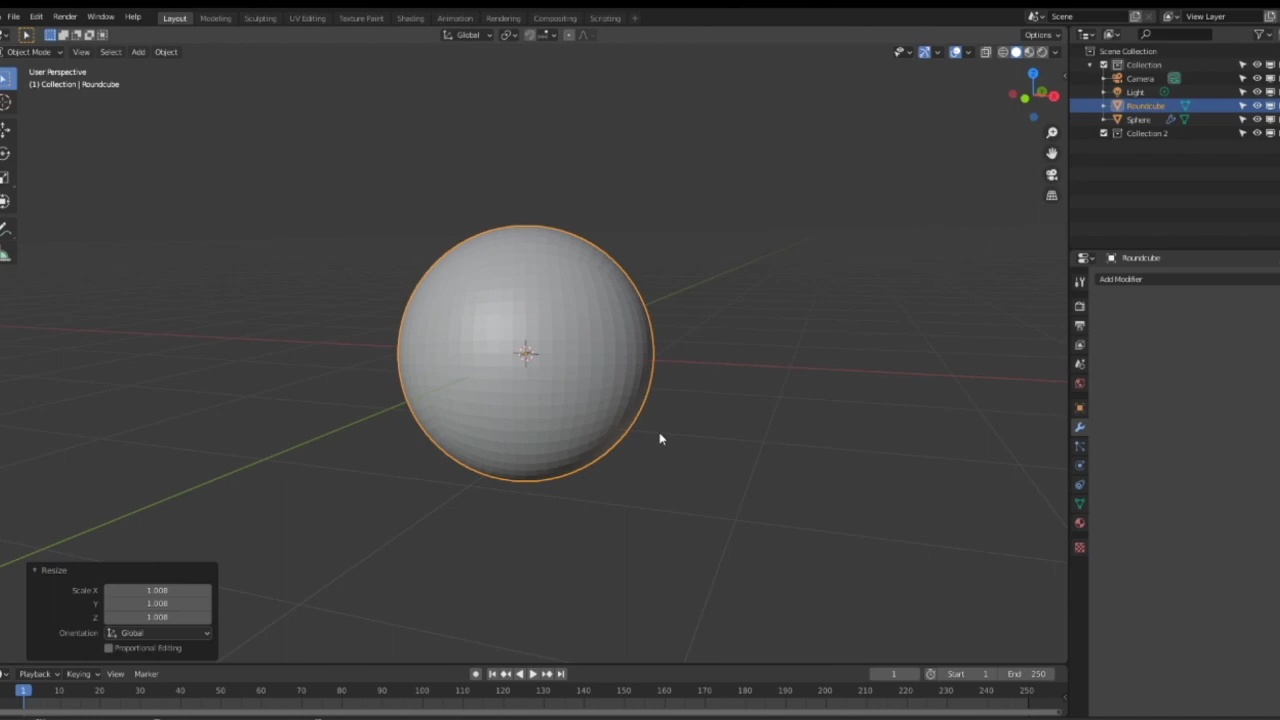 File Edit Render Window Help Layout Modeling Sculpting UV Editing Texture Paint Shading Animation Rendering Compositing Scripting + Scene View Layer
Global Options
Object Mode View Select Add Object
User Perspective
(1) Collection | Roundcube
Scene Collection
Collection
Camera
Light
Roundcube
Sphere
Collection 2
Roundcube
Add Modifier
Resize
Scale X 1.008
Y 1.008
Z 1.008
Orientation Global
Proportional Editing
Playback Keying View Marker 1 Start 1 End 250
1 10 20 30 40 50 60 70 80 90 100 110 120 130 140 150 160 170 180 190 200 210 220 230 240 250